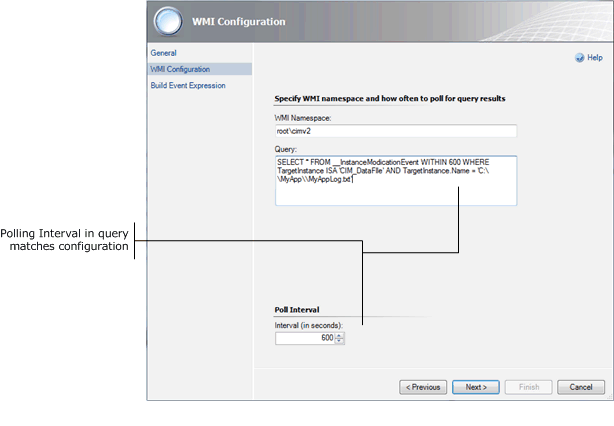 WMI Configuration
General
WMI Configuration
Build Event Expression
Help
Specify WMI namespace and how often to poll for query results
WMI Namespace:
root\cimv2
Query:
SELECT * FROM __InstanceModicationEvent WITHIN 600 WHERE
TargetInstance ISA 'CIM_DataFIle' AND TargetInstance.Name = 'C:\
\MyApp\\MyAppLog.txt'
Polling Interval in query
matches configuration
Poll Interval
Interval (in seconds):
600
< Previous
Next >
Finish
Cancel